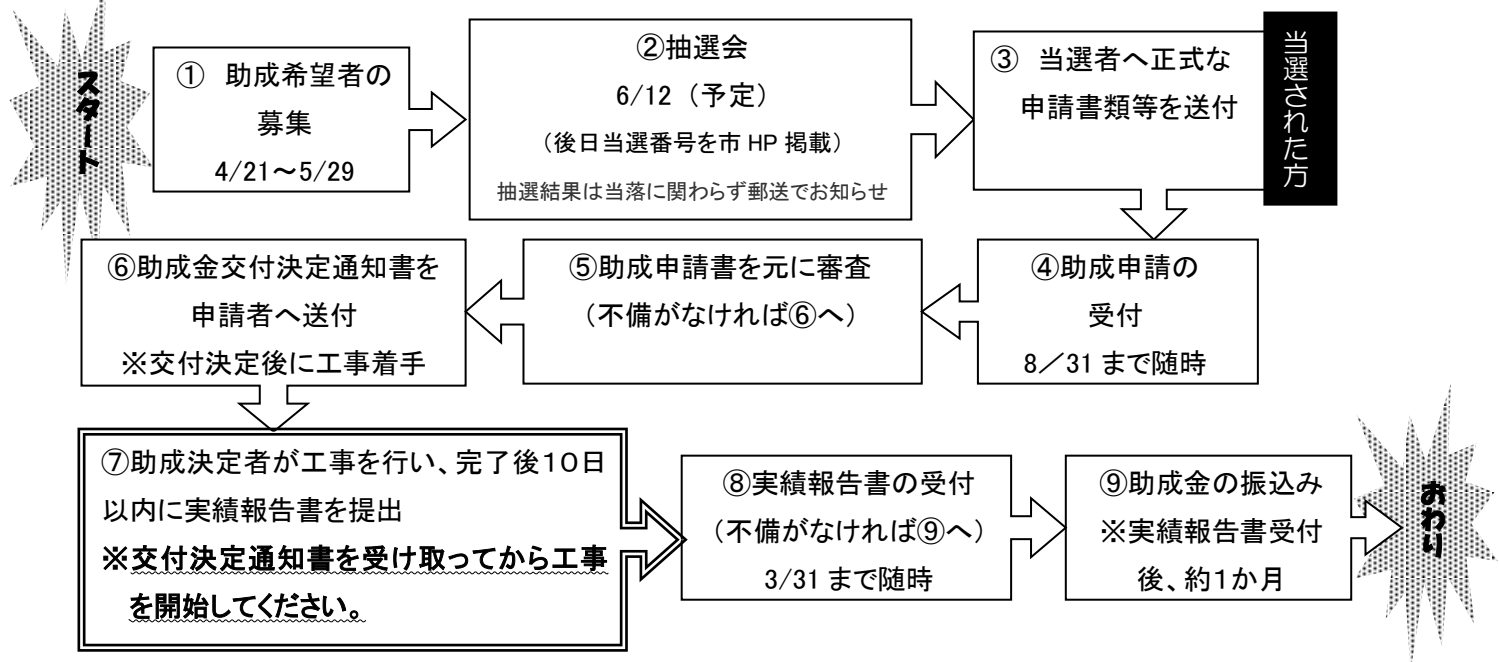 スタート
① 助成希望者の
募集
4/21～5/29
②抽選会
6/12（予定）
（後日当選番号を市 HP 掲載）
抽選結果は当落に関わらず郵送でお知らせ
③ 当選者へ正式な
申請書類等を送付
当選された方
④助成申請の
受付
8／31 まで随時
⑤助成申請書を元に審査
（不備がなければ⑥へ）
⑥助成金交付決定通知書を
申請者へ送付
※交付決定後に工事着手
⑦助成決定者が工事を行い、完了後１０日
以内に実績報告書を提出
※交付決定通知書を受け取ってから工事
を開始してください。
⑧実績報告書の受付
（不備がなければ⑨へ）
3/31 まで随時
⑨助成金の振込み
※実績報告書受付
後、約１か月
おわり